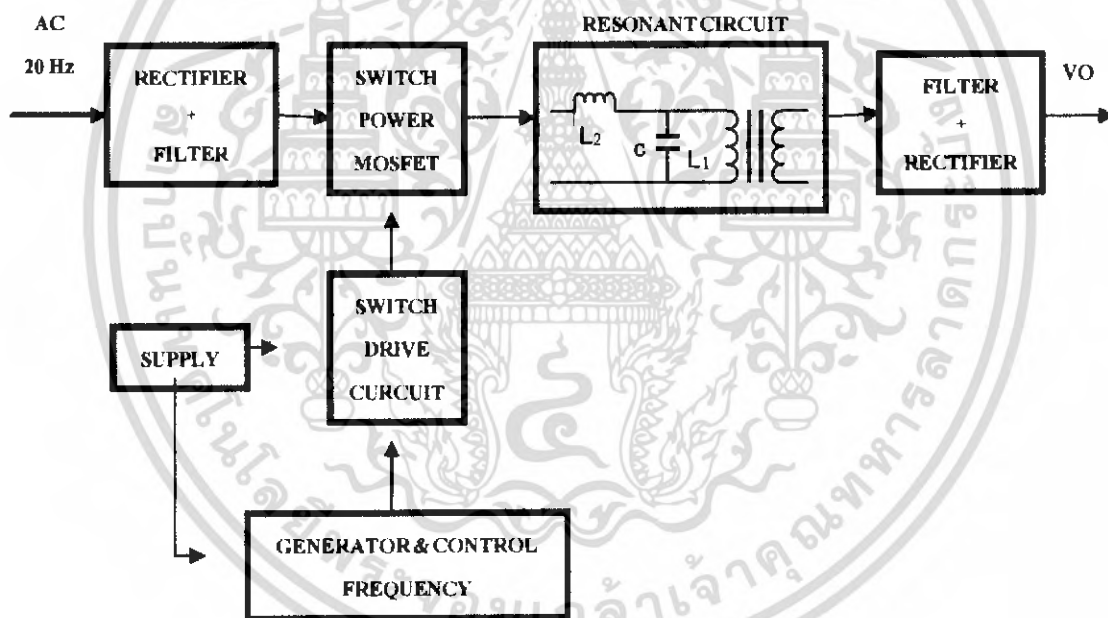 RESONANT CIRCUIT
AC
20 Hz
RECTIFIER
+
FILTER
SWITCH
POWER
MOSFET
L2
C
L1
FILTER
+
RECTIFIER
VO
SUPPLY
SWITCH
DRIVE
CURCUIT
GENERATOR & CONTROL
FREQUENCY